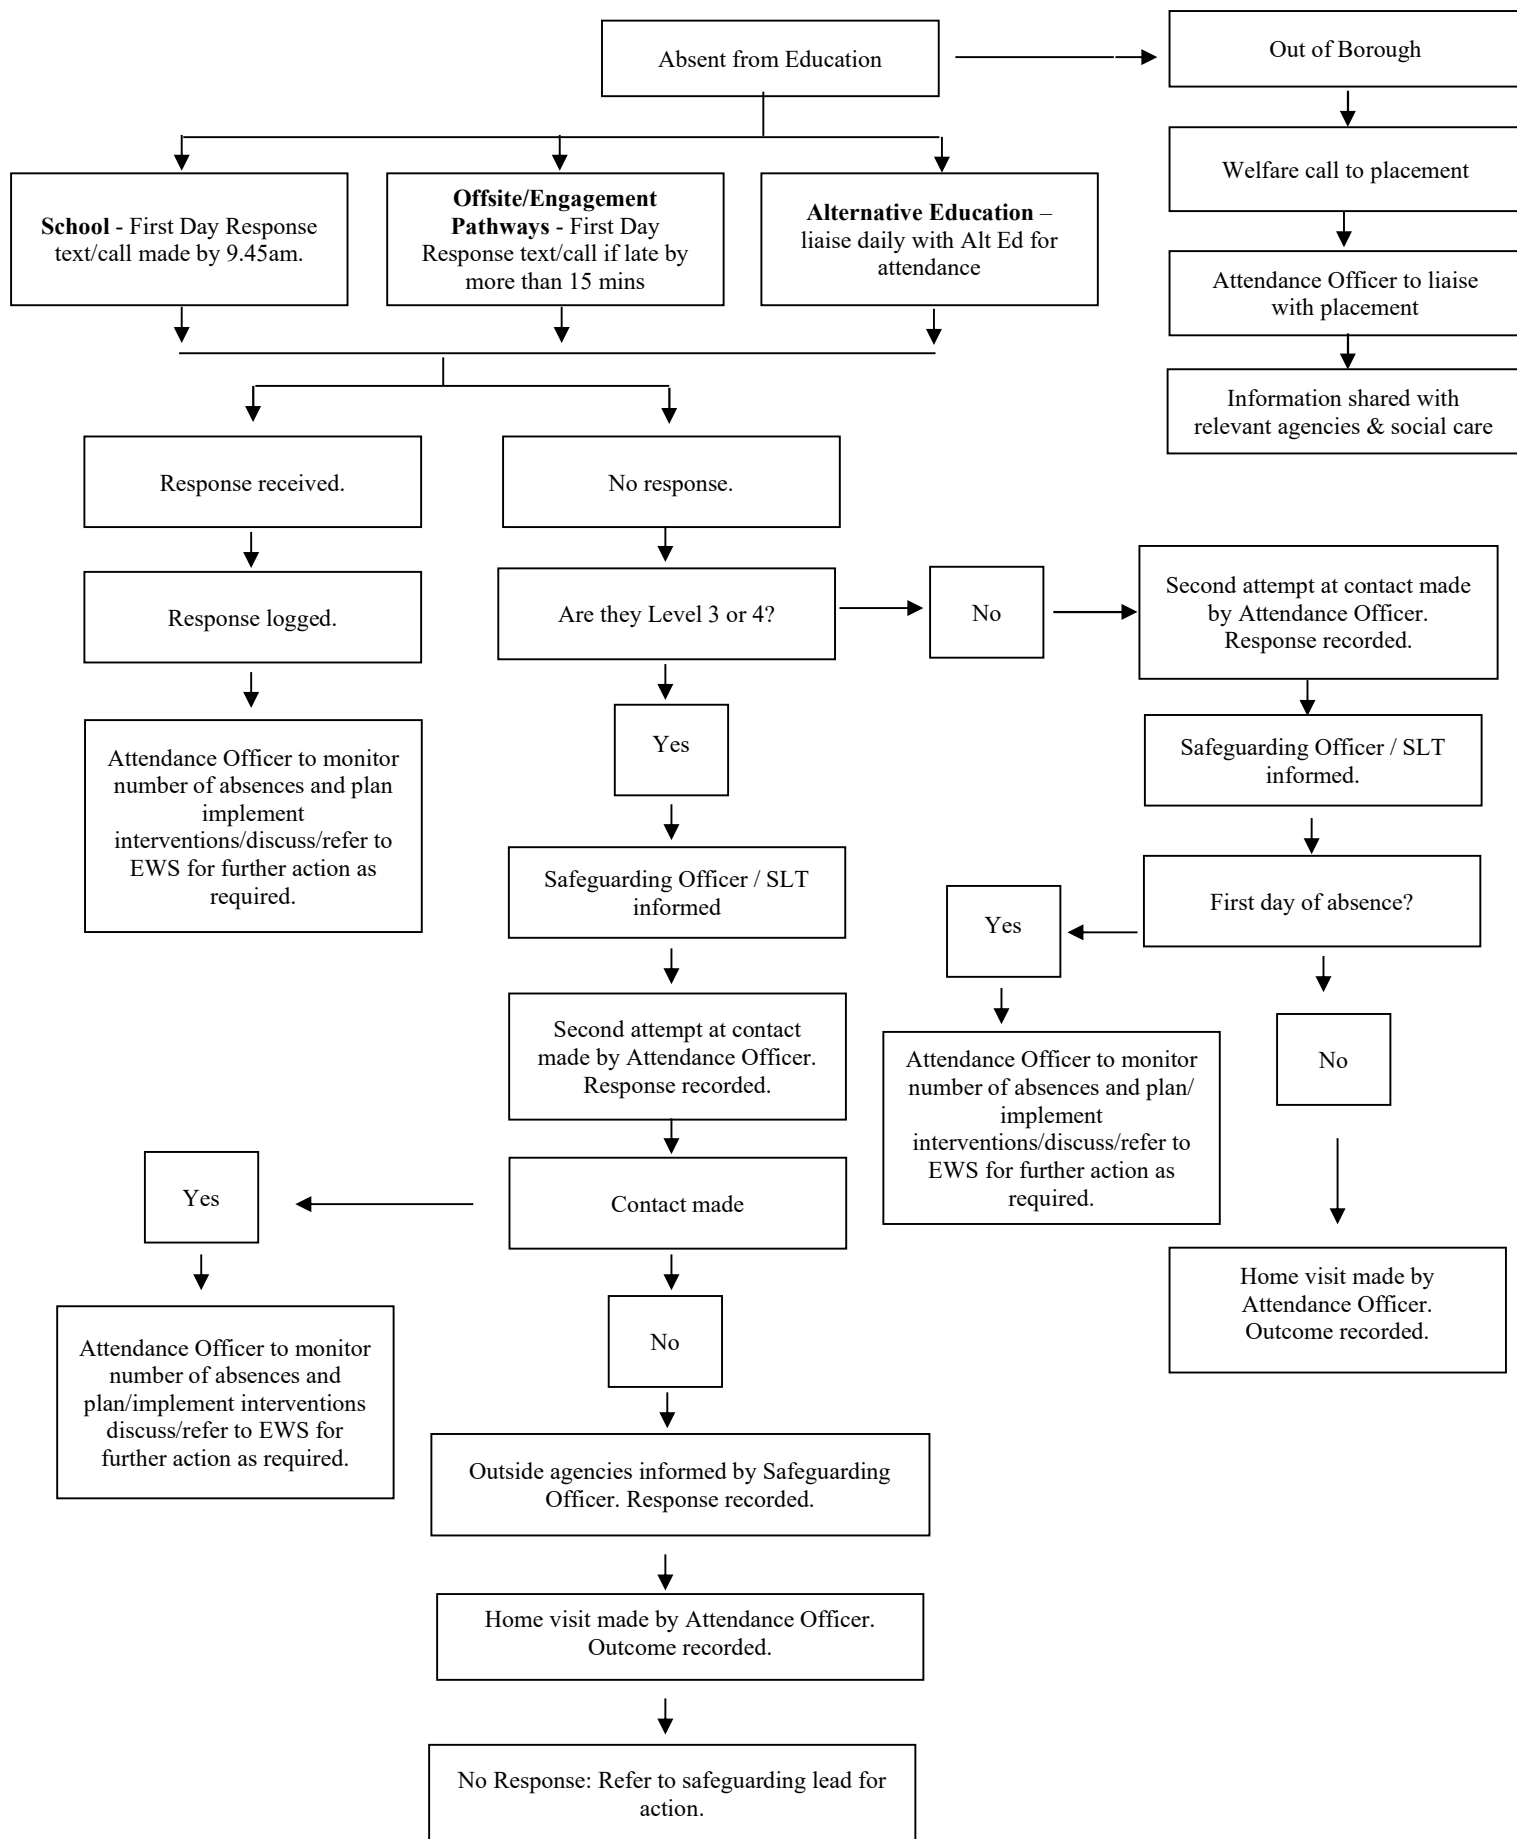 Absent from Education
Out of Borough
Welfare call to placement
Attendance Officer to liaise
with placement
Information shared with
relevant agencies & social care
School - First Day Response
text/call made by 9.45am.
Offsite/Engagement
Pathways - First Day
Response text/call if late by
more than 15 mins
Alternative Education –
liaise daily with Alt Ed for
attendance
Response received.
Response logged.
Attendance Officer to monitor
number of absences and plan
implement
interventions/discuss/refer to
EWS for further action as
required.
No response.
Are they Level 3 or 4?
No
Second attempt at contact made
by Attendance Officer.
Response recorded.
Safeguarding Officer / SLT
informed.
First day of absence?
Yes
Attendance Officer to monitor
number of absences and plan/
implement
interventions/discuss/refer to
EWS for further action as
required.
No
Home visit made by
Attendance Officer.
Outcome recorded.
Yes
Safeguarding Officer / SLT
informed
Second attempt at contact
made by Attendance Officer.
Response recorded.
Contact made
Yes
Attendance Officer to monitor
number of absences and
plan/implement interventions
discuss/refer to EWS for
further action as required.
No
Outside agencies informed by Safeguarding
Officer. Response recorded.
Home visit made by Attendance Officer.
Outcome recorded.
No Response: Refer to safeguarding lead for
action.